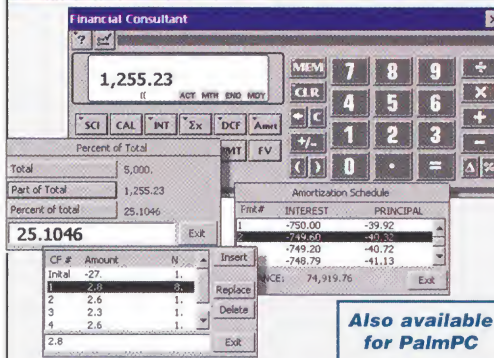 Financial Consultant
?
1,255.23
(( ACT MTH END MDY
MEM 7 8 9 ÷
CLR 4 5 6 ×
← C +
+/- 1 2 3 −
( ) 0 . = Δ %
SCI CAL INT Σx DCF Amrt
PMT FV
Percent of Total
Total 5,000.
Part of Total 1,255.23
Percent of total 25.1046
25.1046 Exit
Amortization Schedule
Pmt# INTEREST PRINCIPAL
1 -750.00 -39.92
2 -749.60 -40.32
-749.20 -40.72
-748.79 -41.13
NCE: 74,919.76 Exit
CF # Amount N
Inital -27. 1.
1 2.8 8.
2 2.6 1.
3 2.3 1.
4 2.6 1.
2.8
Insert
Replace
Delete
Exit
Also available
for PalmPC